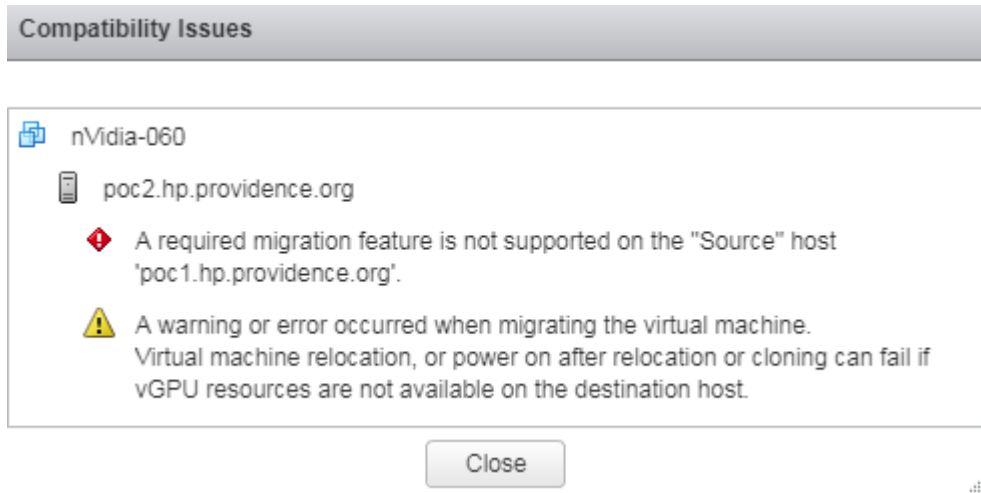 Compatibility Issues
nVidia-060
poc2.hp.providence.org
A required migration feature is not supported on the "Source" host
'poc1.hp.providence.org'.
A warning or error occurred when migrating the virtual machine.
Virtual machine relocation, or power on after relocation or cloning can fail if
vGPU resources are not available on the destination host.
Close